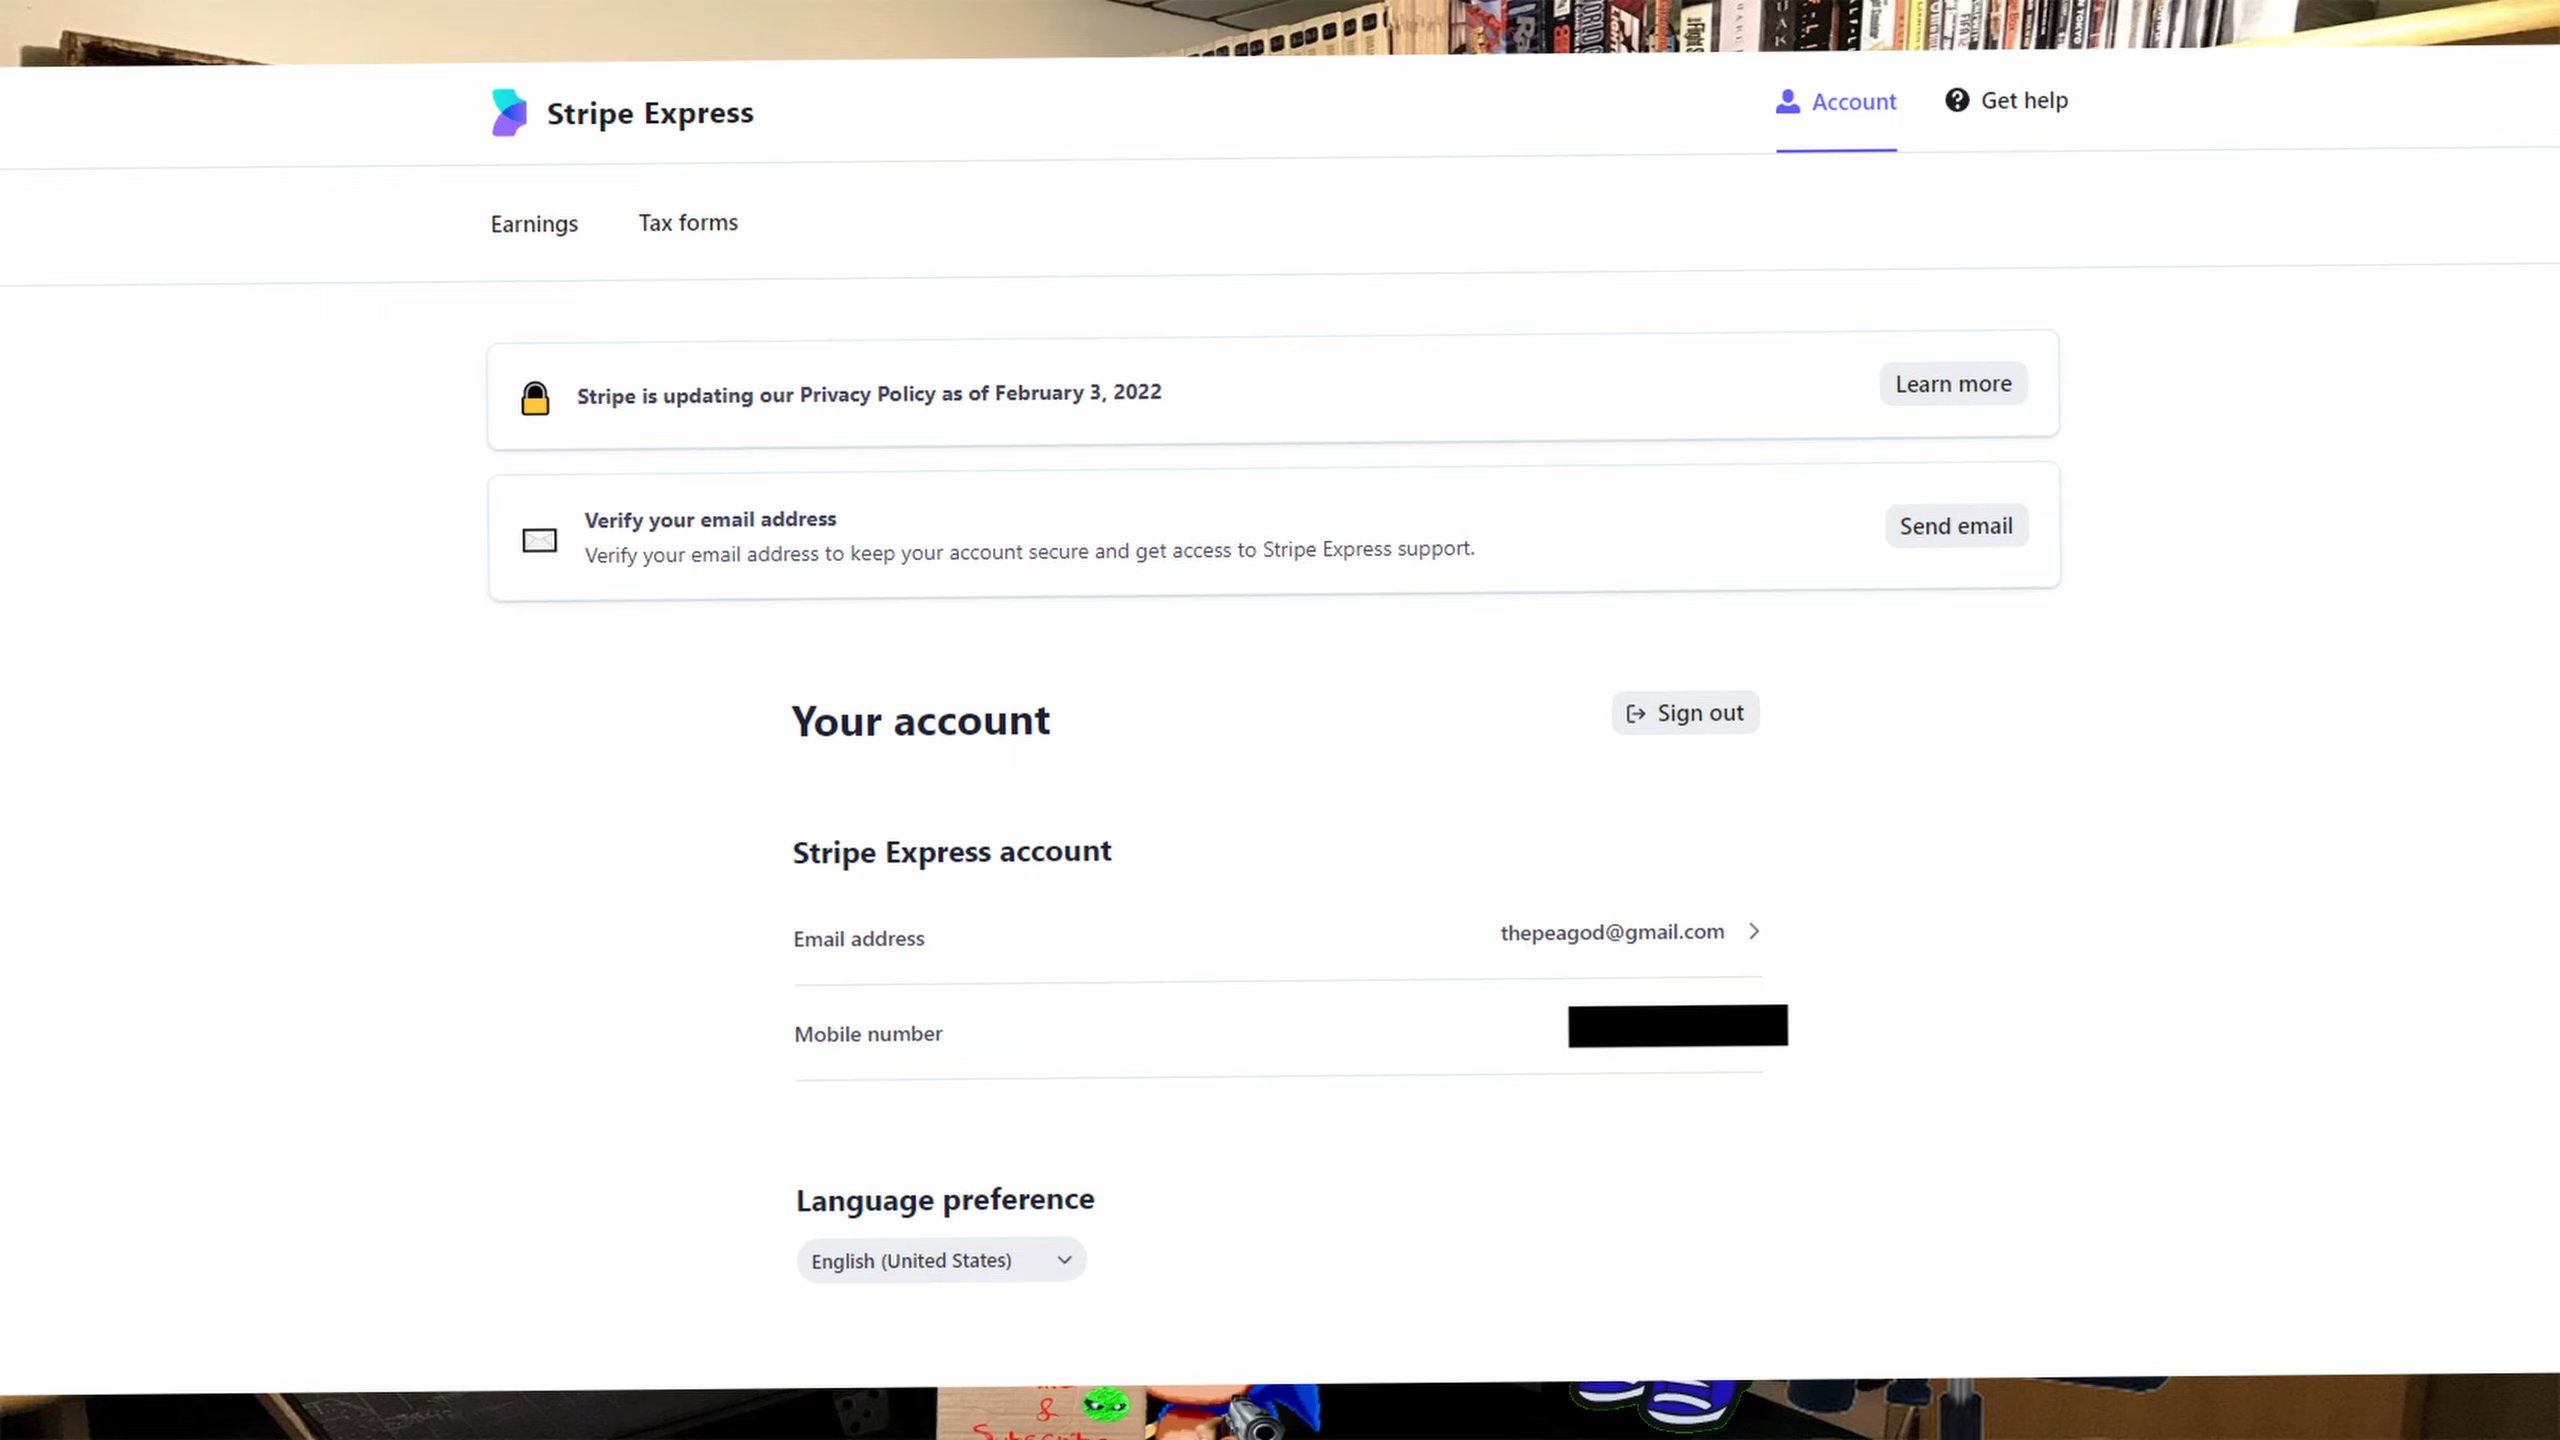 Stripe Express
Account
Get help
Earnings
Tax forms
Stripe is updating our Privacy Policy as of February 3, 2022
Learn more
Verify your email address
Verify your email address to keep your account secure and get access to Stripe Express support.
Send email
Your account
Sign out
Stripe Express account
Email address
thepeagod@gmail.com
Mobile number
Language preference
English (United States)
&